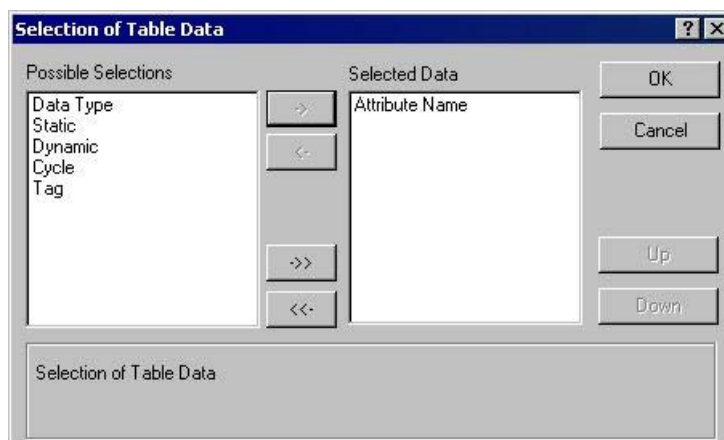 Selection of Table Data
Possible Selections
Data Type
Static
Dynamic
Cycle
Tag
->
<-
->>
<<-
Selected Data
Attribute Name
OK
Cancel
Up
Down
Selection of Table Data